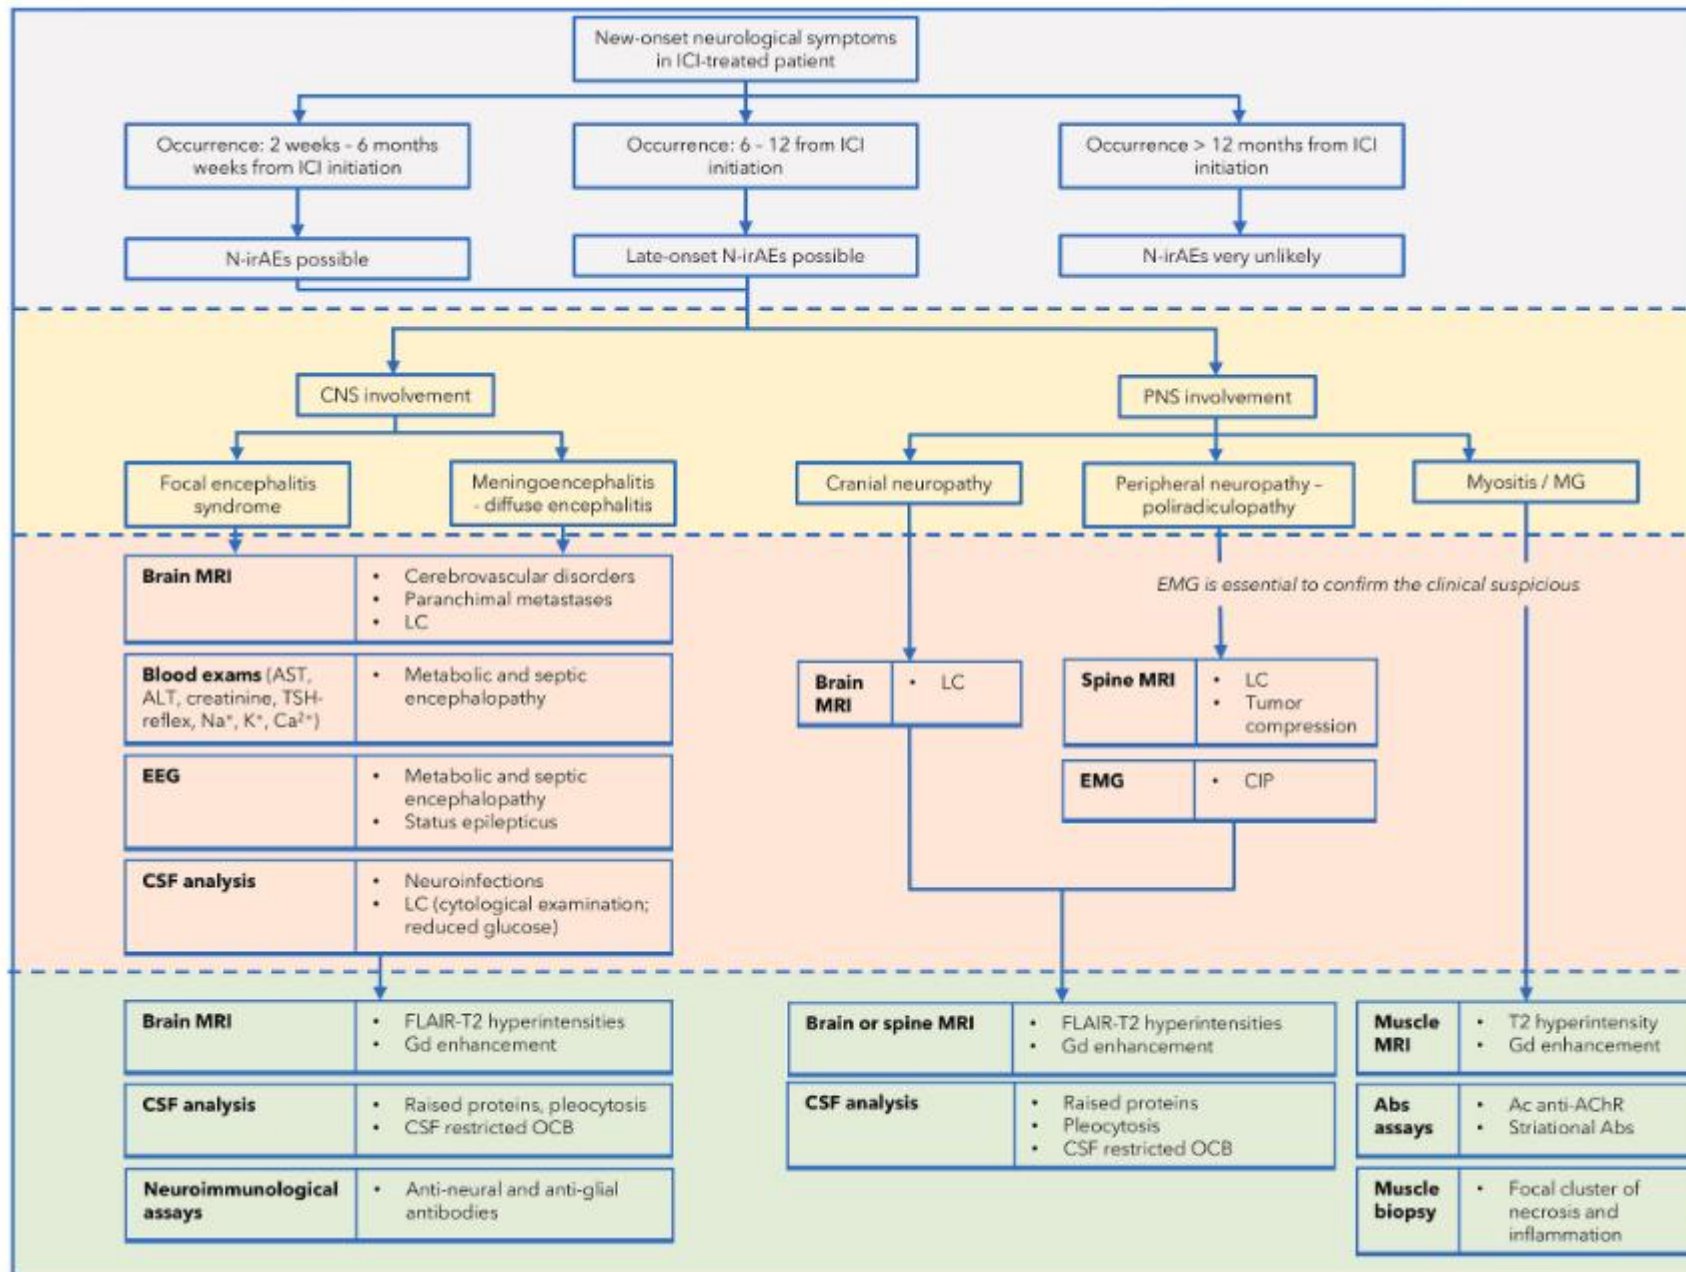 New-onset neurological symptoms
in ICI-treated patient
Occurrence: 2 weeks - 6 months
weeks from ICI initiation
Occurrence: 6 - 12 from ICI
initiation
Occurrence > 12 months from ICI
initiation
N-irAEs possible
Late-onset N-irAEs possible
N-irAEs very unlikely
CNS involvement
PNS involvement
Focal encephalitis
syndrome
Meningoencephalitis
- diffuse encephalitis
Cranial neuropathy
Peripheral neuropathy –
poliradiculopathy
Myositis / MG
Brain MRI
• Cerebrovascular disorders
• Paranchimal metastases
• LC
Blood exams (AST,
ALT, creatinine, TSH-
reflex, Na⁺, K⁺, Ca²⁺)
• Metabolic and septic
encephalopathy
EEG
• Metabolic and septic
encephalopathy
• Status epilepticus
CSF analysis
• Neuroinfections
• LC (cytological examination;
reduced glucose)
EMG is essential to confirm the clinical suspicious
Brain
MRI
• LC
Spine MRI
• LC
• Tumor
compression
EMG
• CIP
Brain MRI
• FLAIR-T2 hyperintensities
• Gd enhancement
CSF analysis
• Raised proteins, pleocytosis
• CSF restricted OCB
Neuroimmunological
assays
• Anti-neural and anti-glial
antibodies
Brain or spine MRI
• FLAIR-T2 hyperintensities
• Gd enhancement
CSF analysis
• Raised proteins
• Pleocytosis
• CSF restricted OCB
Muscle
MRI
• T2 hyperintensity
• Gd enhancement
Abs
assays
• Ac anti-AChR
• Striational Abs
Muscle
biopsy
• Focal cluster of
necrosis and
inflammation